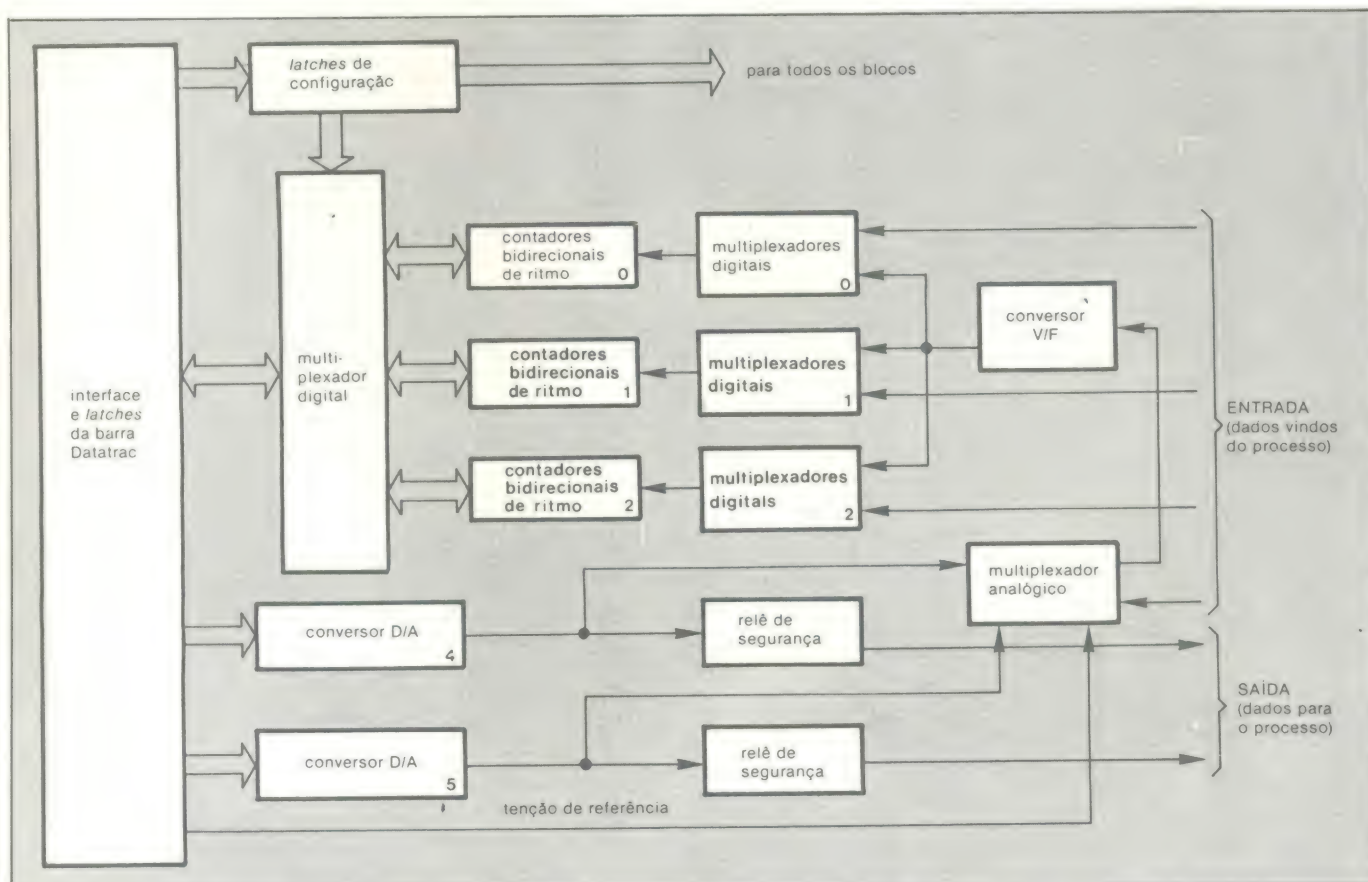 latches de
configuração
para todos os blocos
interface
e latches
da barra
Datatrac
multi-
plexador
digital
contadores
bidirecionais
de ritmo
0
multiplexadores
digitais
0
conversor
V/F
contadores
bidirecionais
de ritmo
1
multiplexadores
digitais
1
ENTRADA
(dados vindos
do processo)
contadores
bidirecionais
de ritmo
2
multiplexadores
digitals
2
multiplexador
analógico
conversor D/A
4
relê de
segurança
SAÍDA
(dados para
o processo)
conversor D/A
5
relê de
segurança
tenção de referência